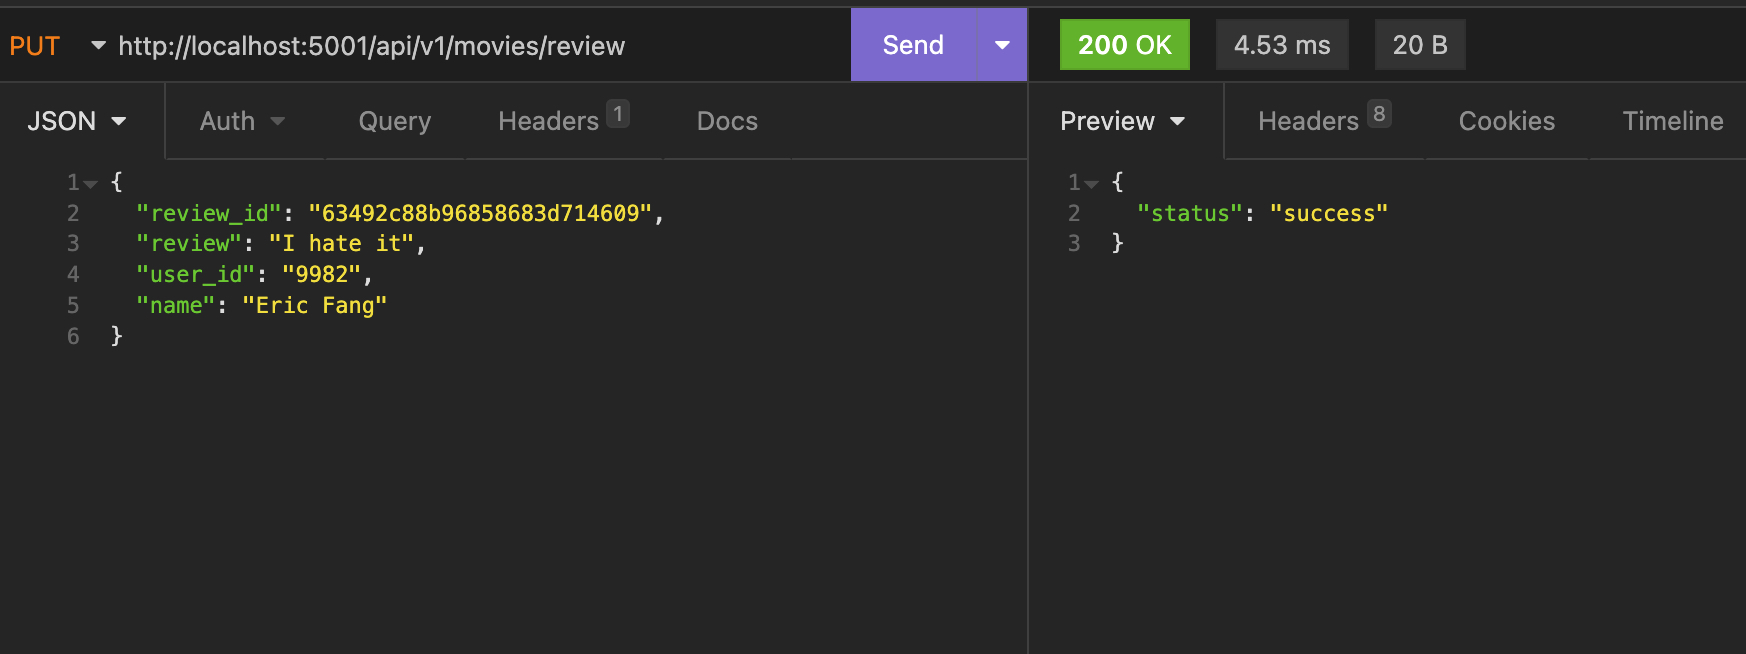 PUT http://localhost:5001/api/v1/movies/review Send 200 OK 4.53 ms 20 B
JSON Auth Query Headers 1 Docs Preview Headers 8 Cookies Timeline
1 {
2 "review_id": "63492c88b96858683d714609",
3 "review": "I hate it",
4 "user_id": "9982",
5 "name": "Eric Fang"
6 }
1 {
2 "status": "success"
3 }